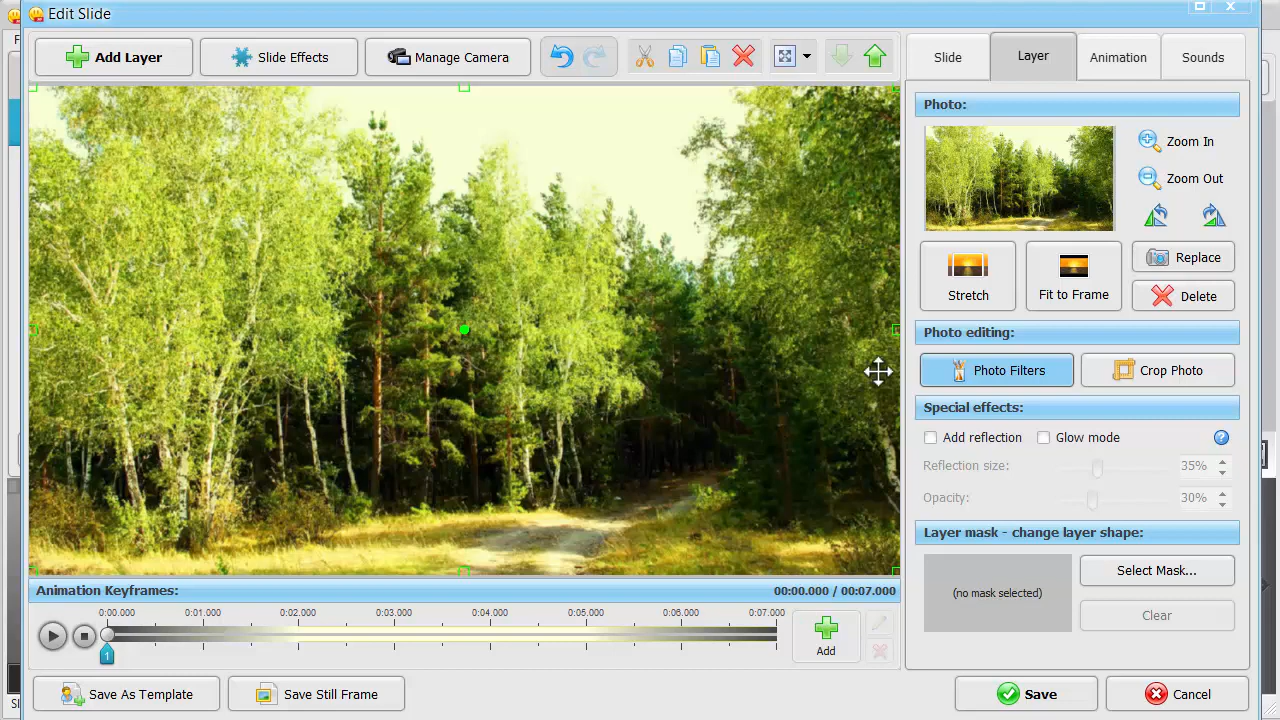 Edit Slide
Add Layer
Slide Effects
Manage Camera
Slide
Layer
Animation
Sounds
Photo:
Zoom In
Zoom Out
Stretch
Fit to Frame
Replace
Delete
Photo editing:
Photo Filters
Crop Photo
Special effects:
Add reflection
Glow mode
Reflection size:
35%
Opacity:
30%
Layer mask - change layer shape:
(no mask selected)
Select Mask...
Clear
Animation Keyframes:
00:00.000 / 00:07.000
0:00.000 0:01.000 0:02.000 0:03.000 0:04.000 0:05.000 0:06.000 0:07.000
1
Add
Save As Template
Save Still Frame
Save
Cancel